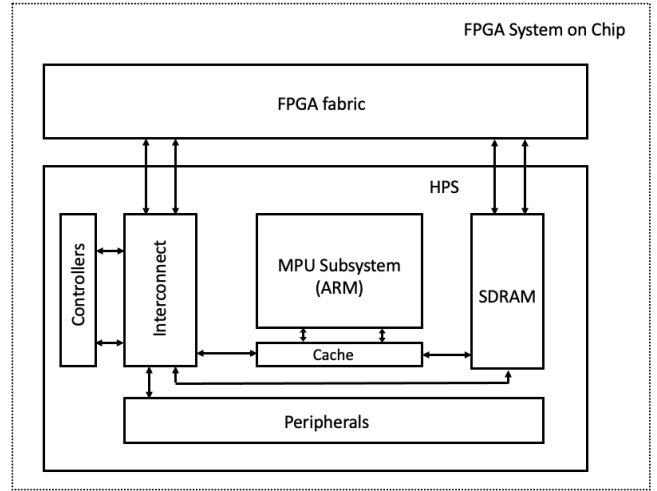 FPGA System on Chip
FPGA fabric
HPS
Controllers
Interconnect
MPU Subsystem
(ARM)
SDRAM
Cache
Peripherals